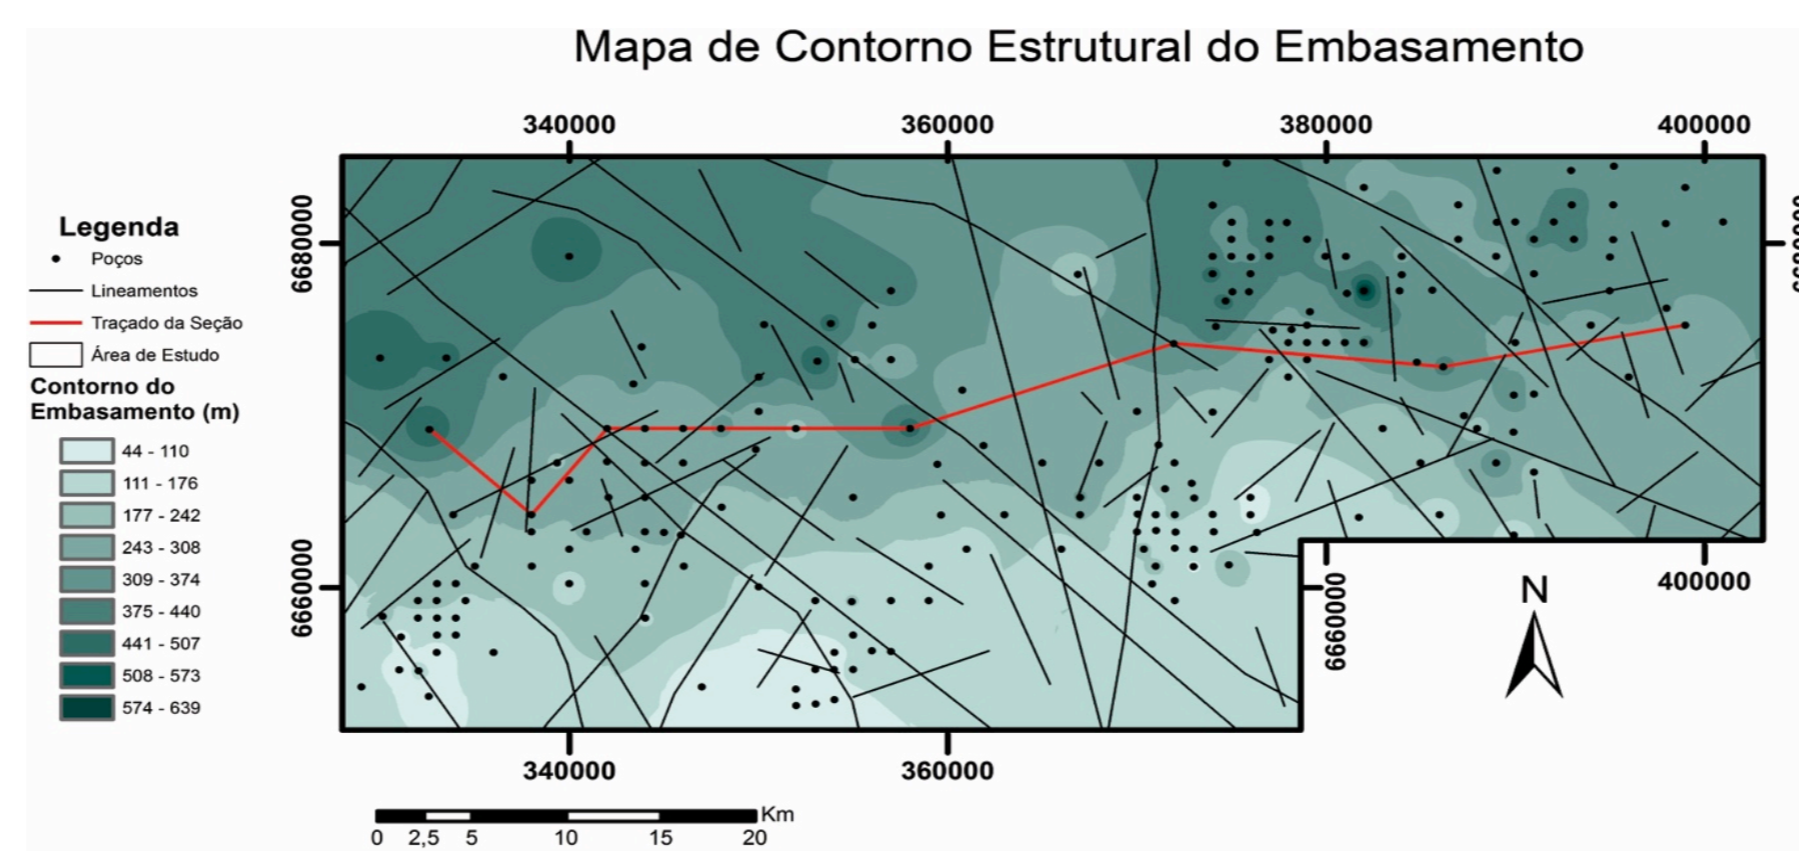 Mapa de Contorno Estrutural do Embasamento
340000
360000
380000
400000
6680000
Legenda
Poços
Lineamentos
Traçado da Seção
Área de Estudo
Contorno do
Embasamento (m)
44 - 110
111 - 176
177 - 242
243 - 308
309 - 374
375 - 440
441 - 507
508 - 573
574 - 639
6660000
6660000
400000
N
340000
360000
Km
0 2,5 5 10 15 20